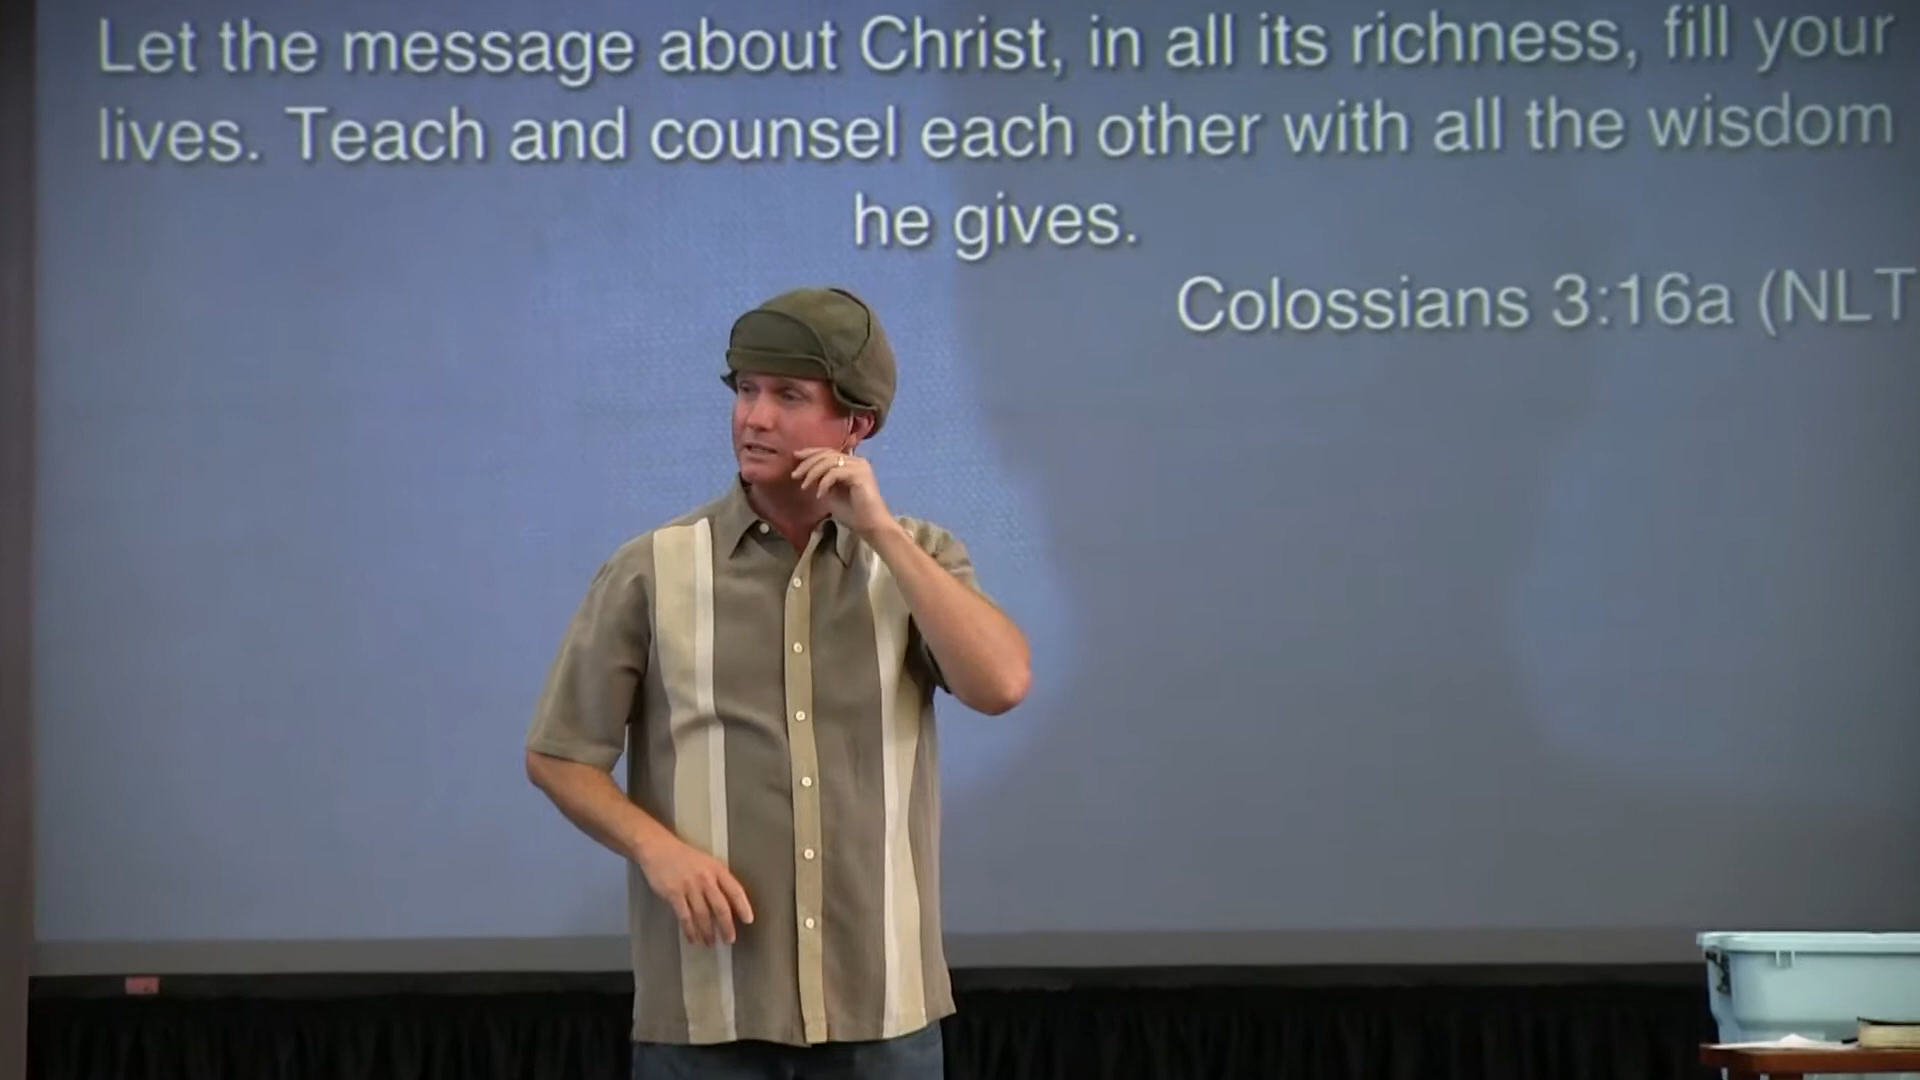 Let the message about Christ, in all its richness, fill your
lives. Teach and counsel each other with all the wisdom
he gives.
Colossians 3:16a (NLT